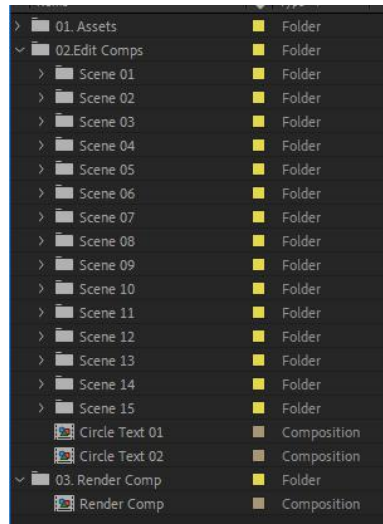 01. Assets Folder
02.Edit Comps Folder
Scene 01 Folder
Scene 02 Folder
Scene 03 Folder
Scene 04 Folder
Scene 05 Folder
Scene 06 Folder
Scene 07 Folder
Scene 08 Folder
Scene 09 Folder
Scene 10 Folder
Scene 11 Folder
Scene 12 Folder
Scene 13 Folder
Scene 14 Folder
Scene 15 Folder
Circle Text 01 Composition
Circle Text 02 Composition
03. Render Comp Folder
Render Comp Composition